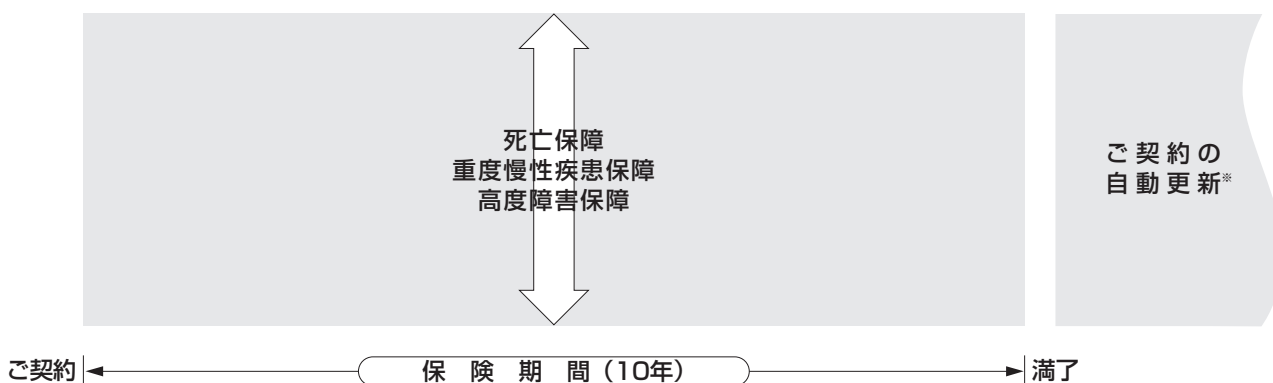 死亡保障
重度慢性疾患保障
高度障害保障
ご契約の
自動更新※
ご契約
保険期間（10年）
満了